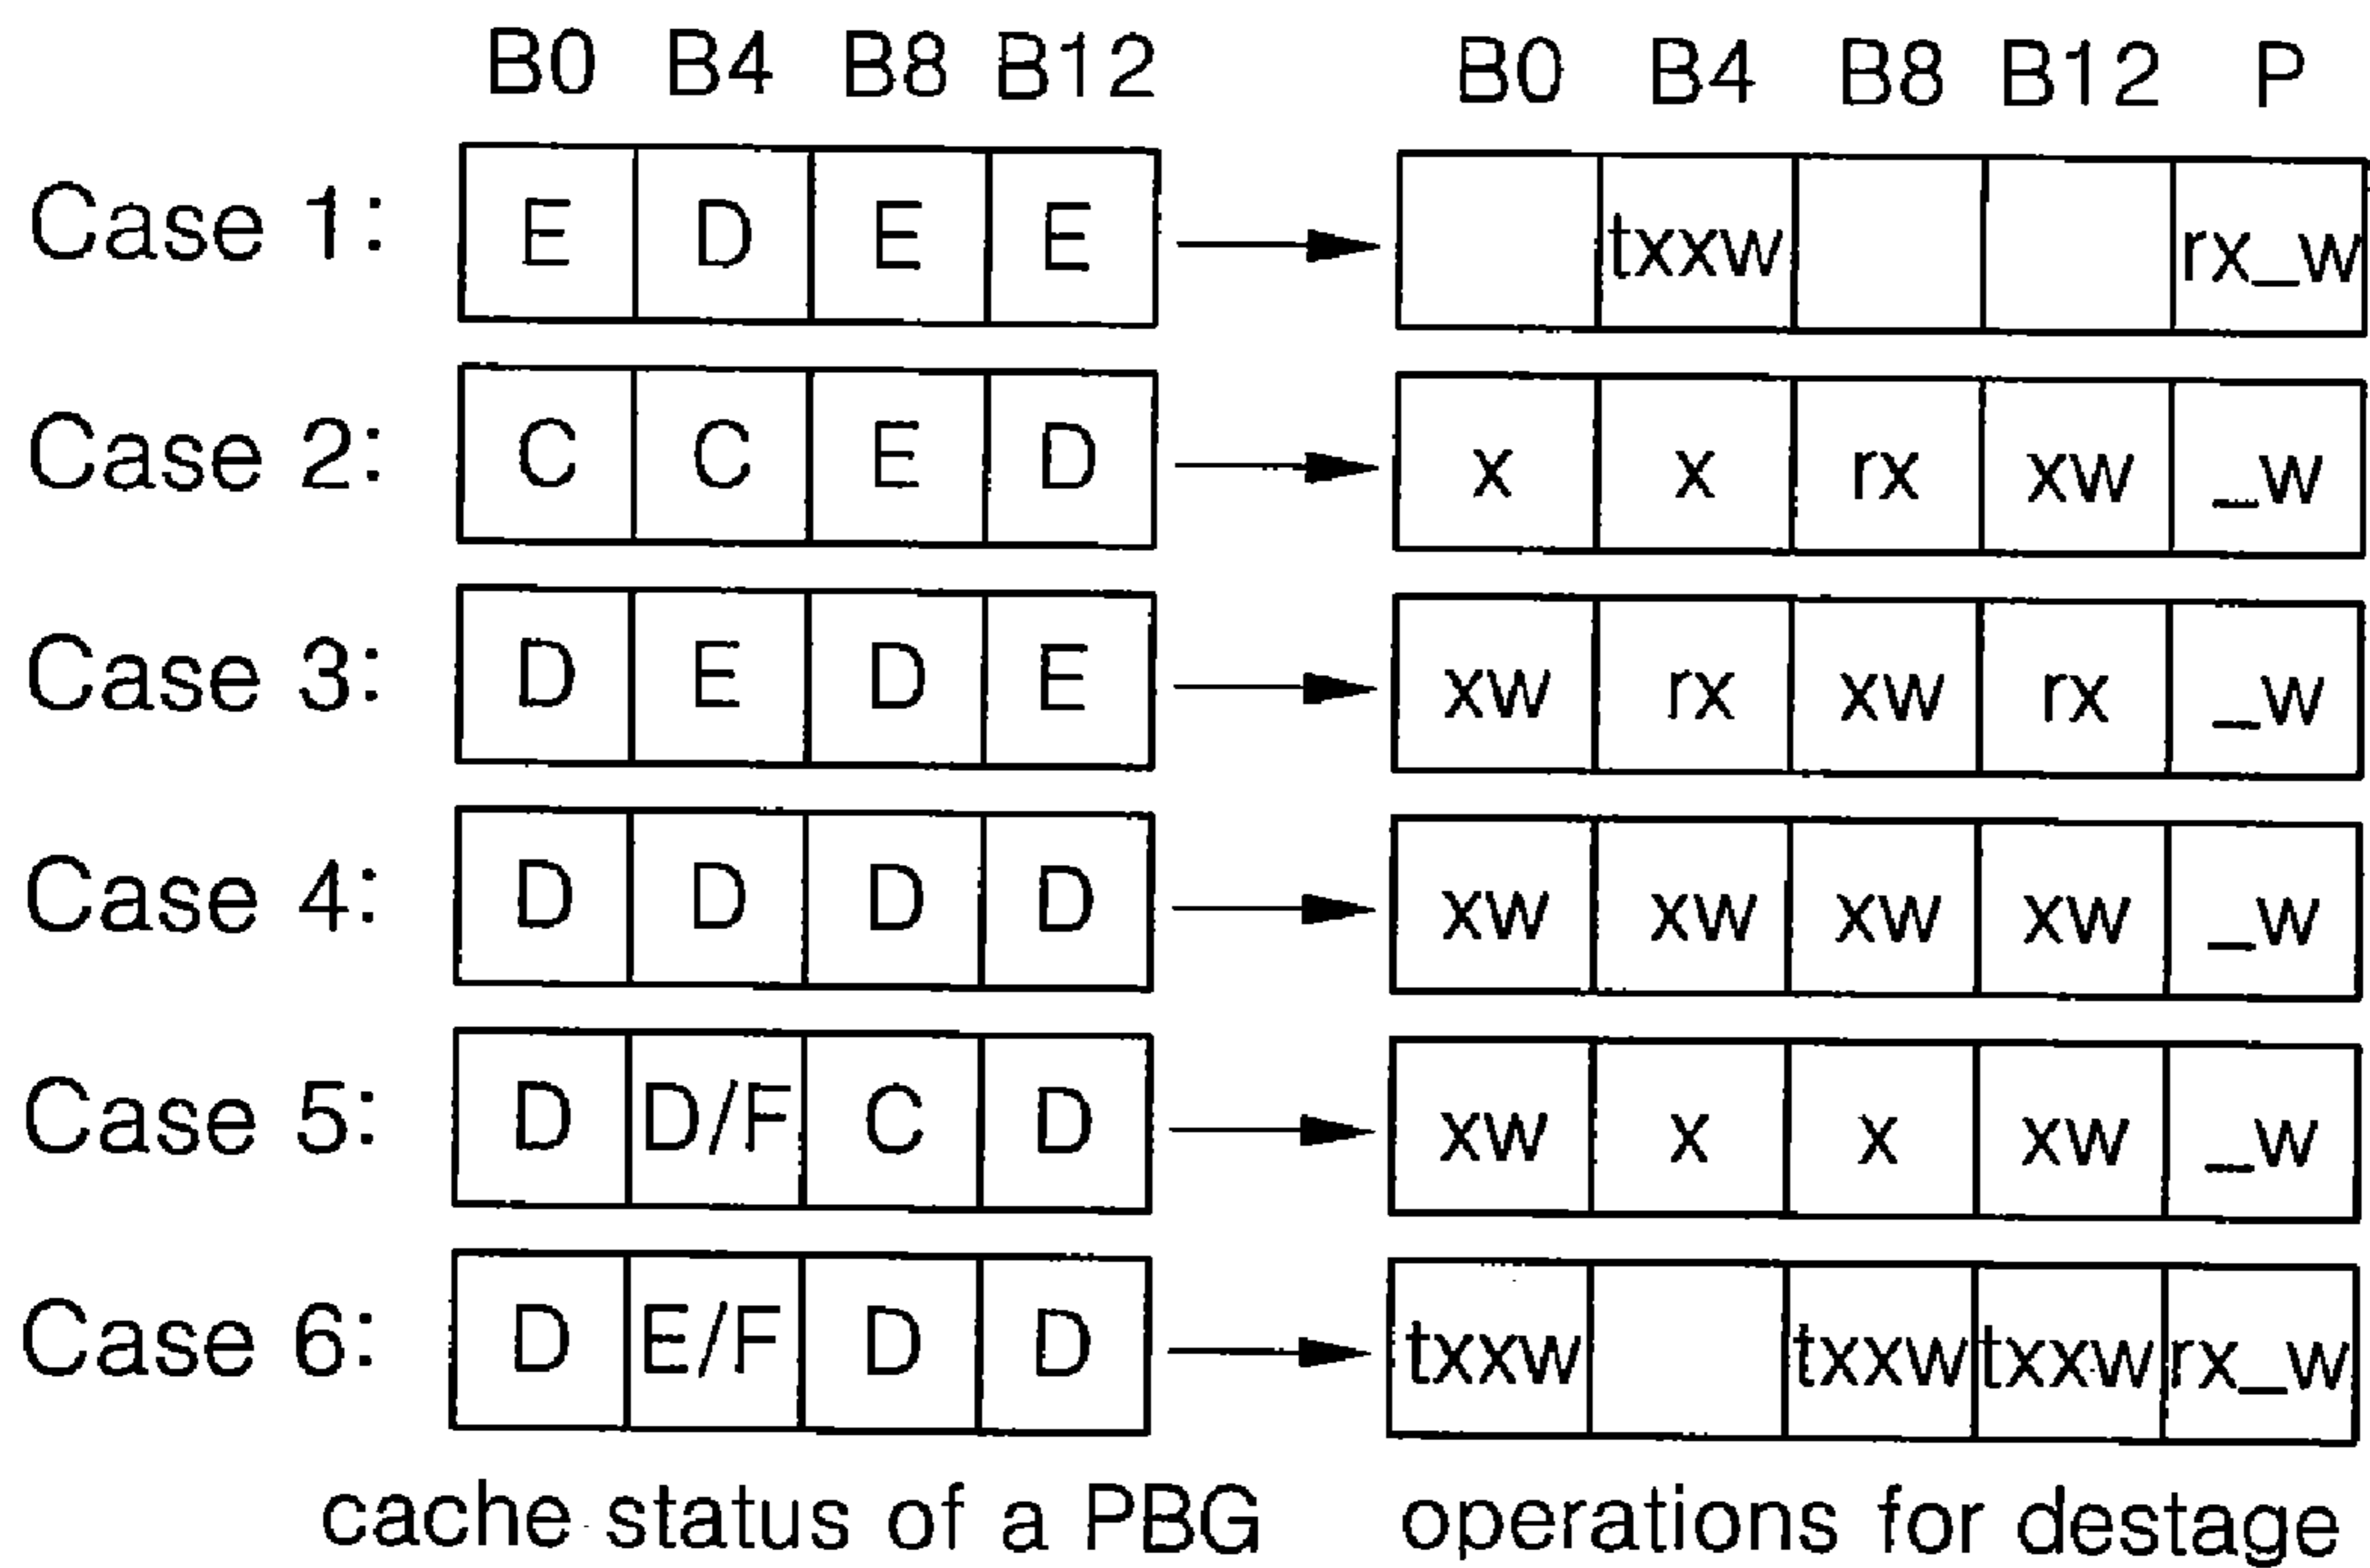 B0 B4 B8 B12 B0 B4 B8 B12 P
Case 1: E D E E txxw rx_w
Case 2: C C E D x x rx xw _w
Case 3: D E D E xw rx xw rx _w
Case 4: D D D D xw xw xw xw _w
Case 5: D D/F C D xw x x xw _w
Case 6: D E/F D D txxw txxw txxw rx_w
cache status of a PBG operations for destage